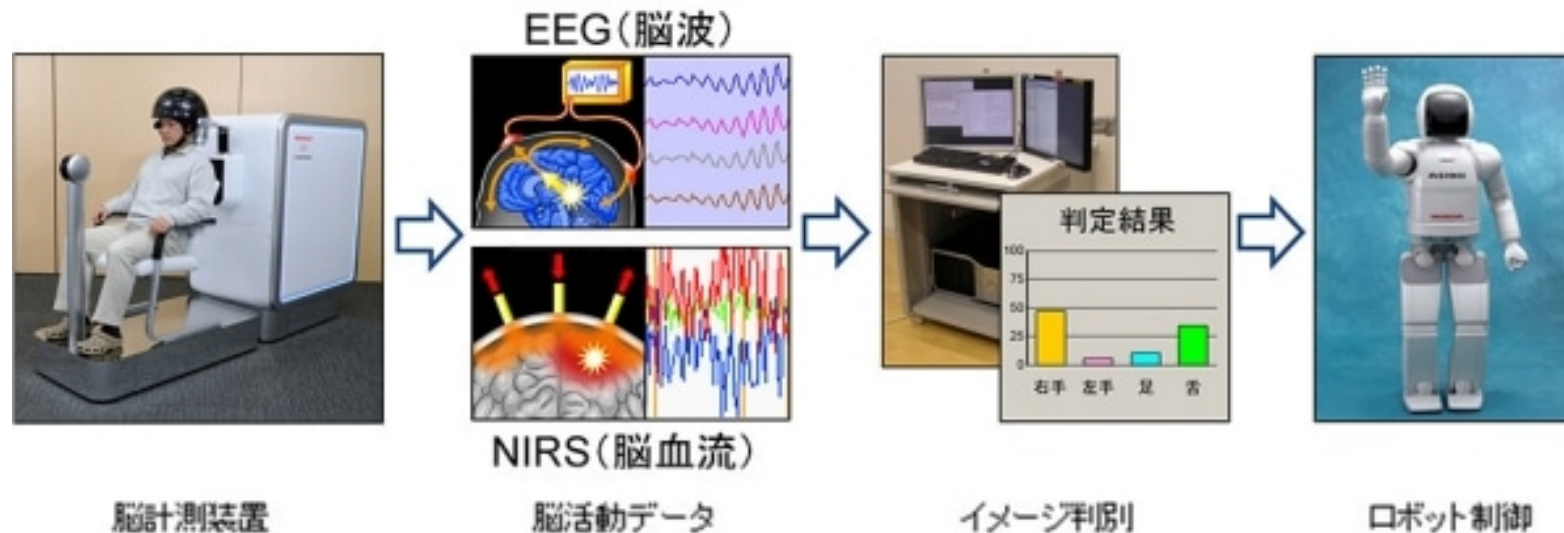 EEG(脳波)
判定結果
100
75
50
25
0
右手 左手 足 舌
NIRS(脳血流)
脳計測装置
脳活動データ
イメージ判別
ロボット制御